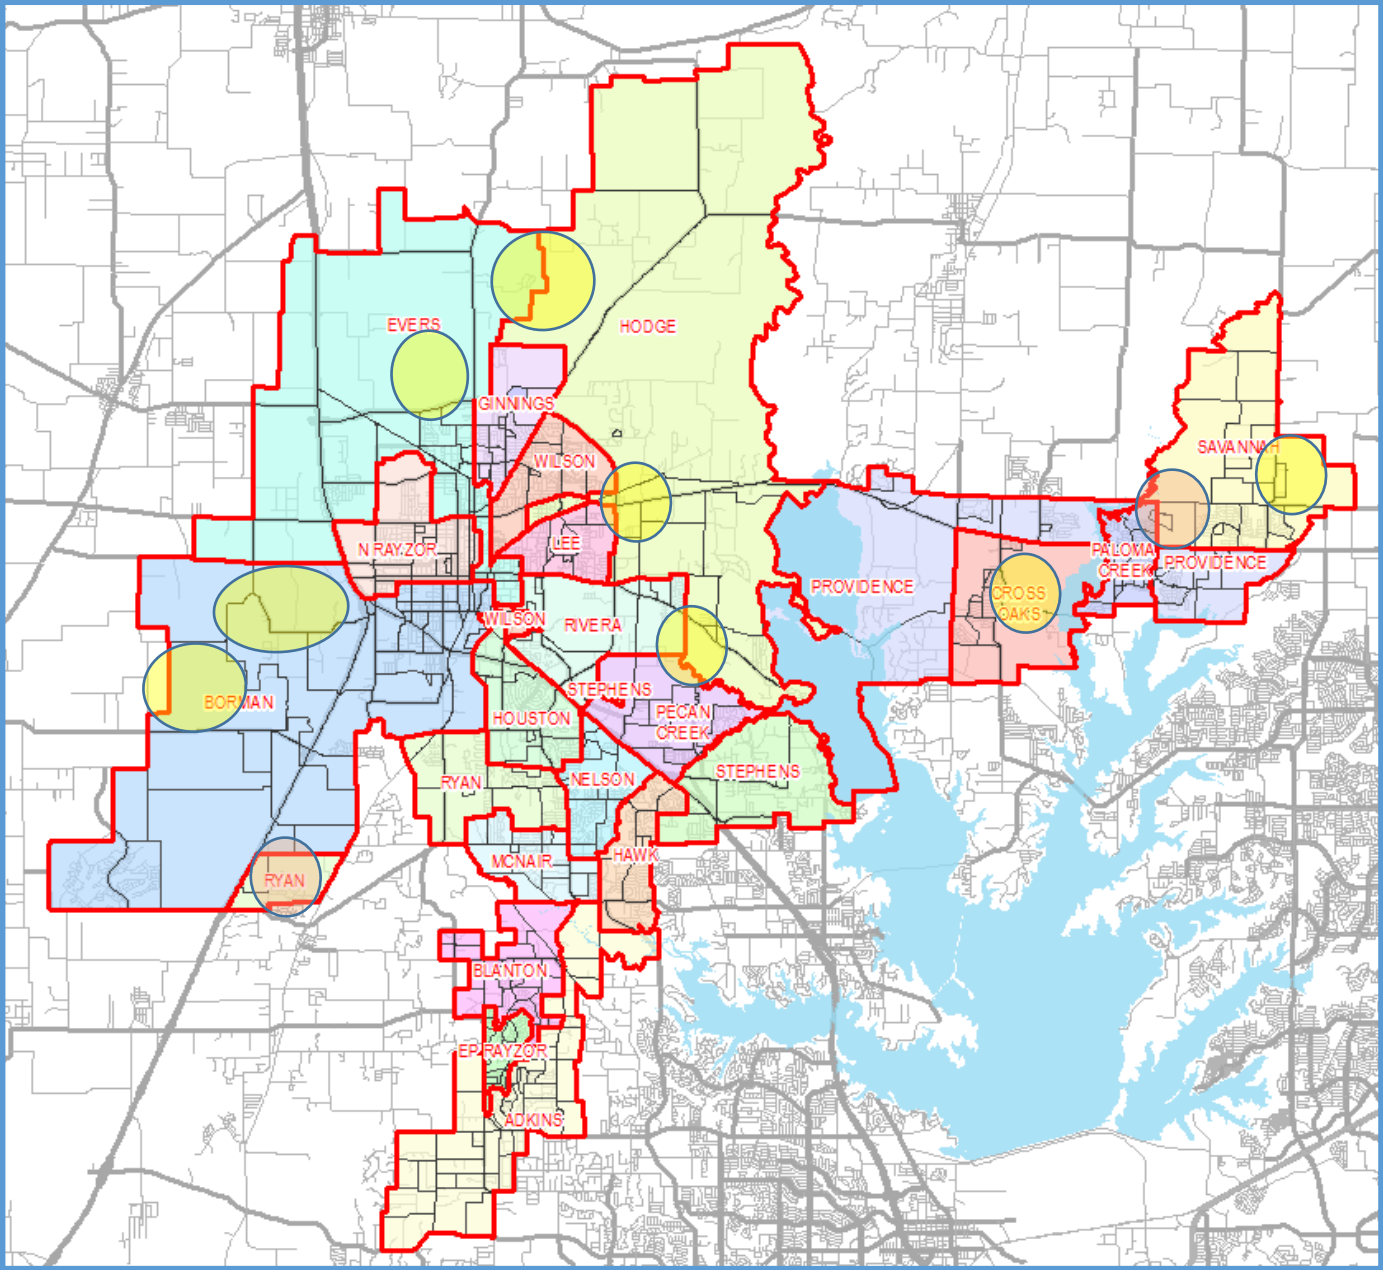 EVERS
HODGE
GINNINGS
WILSON
SAVANNAH
N RAYZOR
LEE
PALOMA
CREEK
PROVIDENCE
PROVIDENCE
CROSS
OAKS
WILSON
RIVERA
STEPHENS
BORMAN
HOUSTON
PECAN
CREEK
RYAN
NELSON
STEPHENS
MCNAIR
HAWK
RYAN
BLANTON
EP RAYZOR
ADKINS